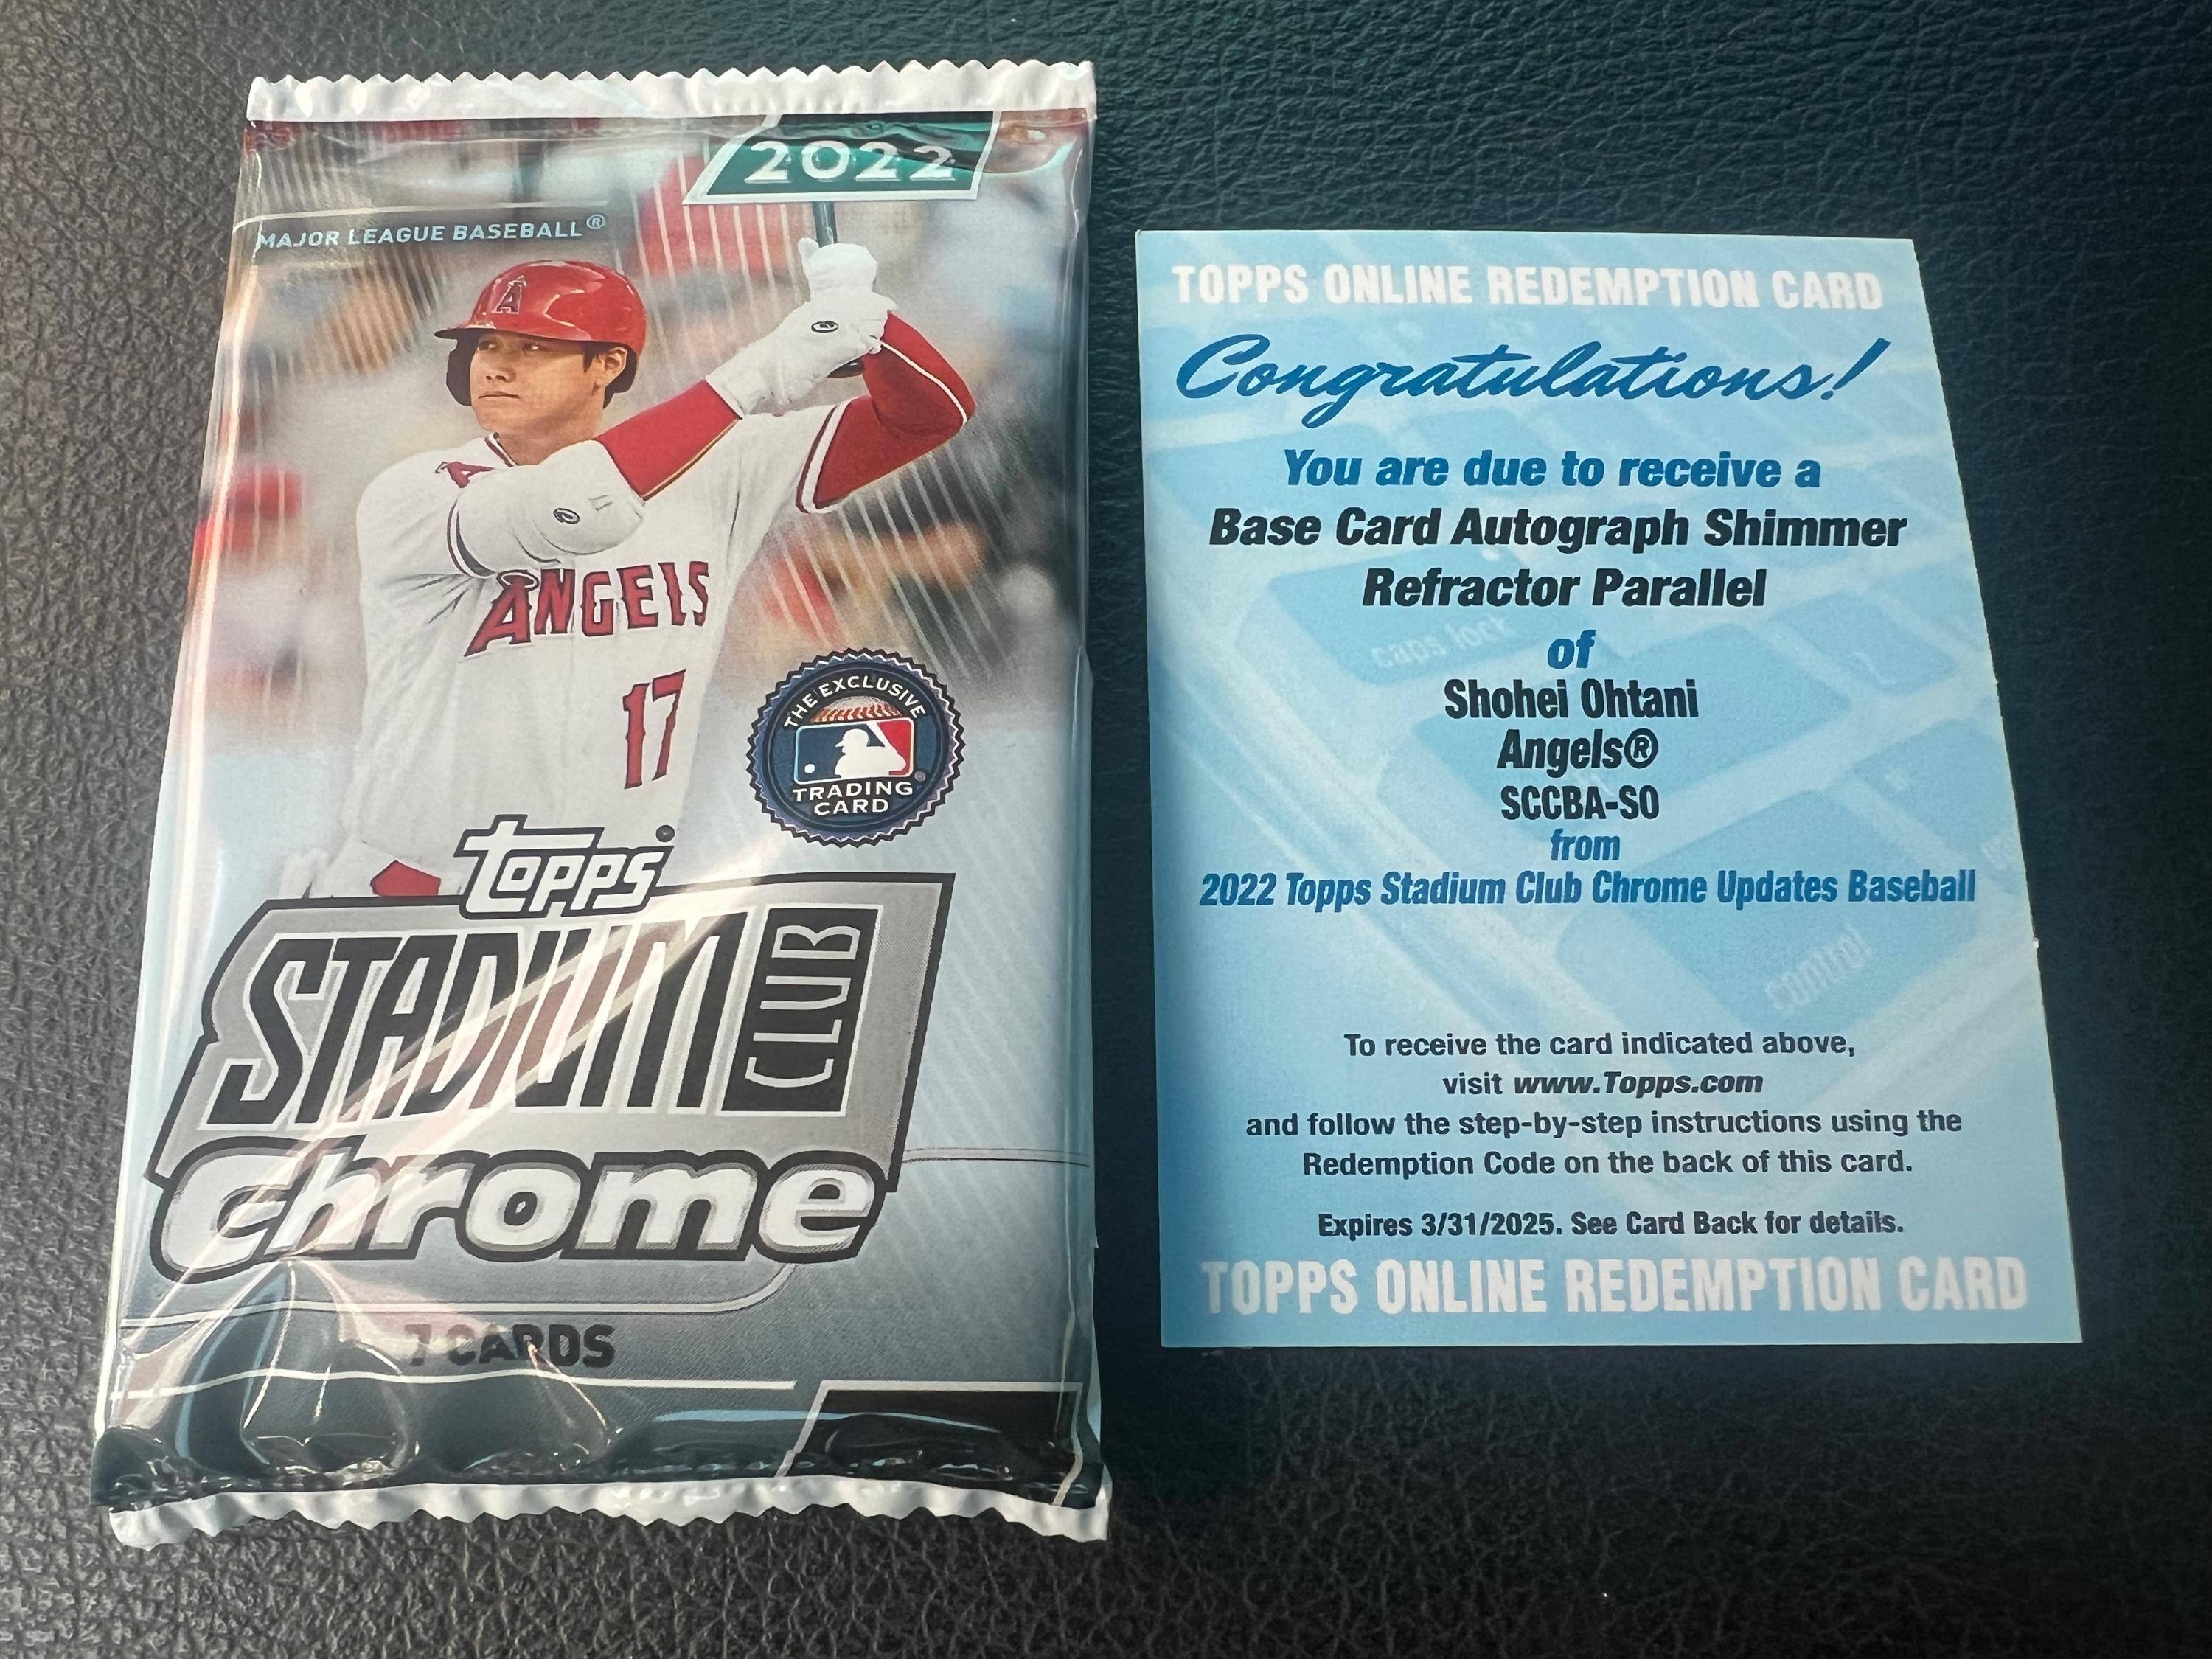 2022
MAJOR LEAGUE BASEBALL®
A
A
ANGELS
17
THE EXCLUSIVE
TRADING
CARD
topps
STADIUM
CLUB
Chrome
7 CARDS
TOPPS ONLINE REDEMPTION CARD
Congratulations!
You are due to receive a
Base Card Autograph Shimmer
Refractor Parallel
of
Shohei Ohtani
Angels®
SCCBA-SO
from
2022 Topps Stadium Club Chrome Updates Baseball
caps lock
control
To receive the card indicated above,
visit www.Topps.com
and follow the step-by-step instructions using the
Redemption Code on the back of this card.
Expires 3/31/2025. See Card Back for details.
TOPPS ONLINE REDEMPTION CARD